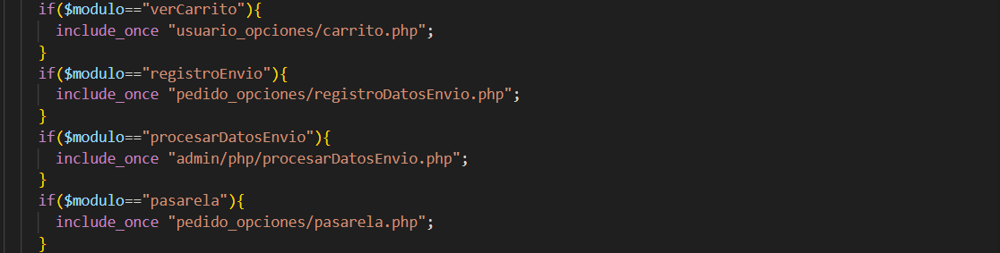 if($modulo=="verCarrito"){
include_once "usuario_opciones/carrito.php";
}
if($modulo=="registroEnvio"){
include_once "pedido_opciones/registroDatosEnvio.php";
}
if($modulo=="procesarDatosEnvio"){
include_once "admin/php/procesarDatosEnvio.php";
}
if($modulo=="pasarela"){
include_once "pedido_opciones/pasarela.php";
}